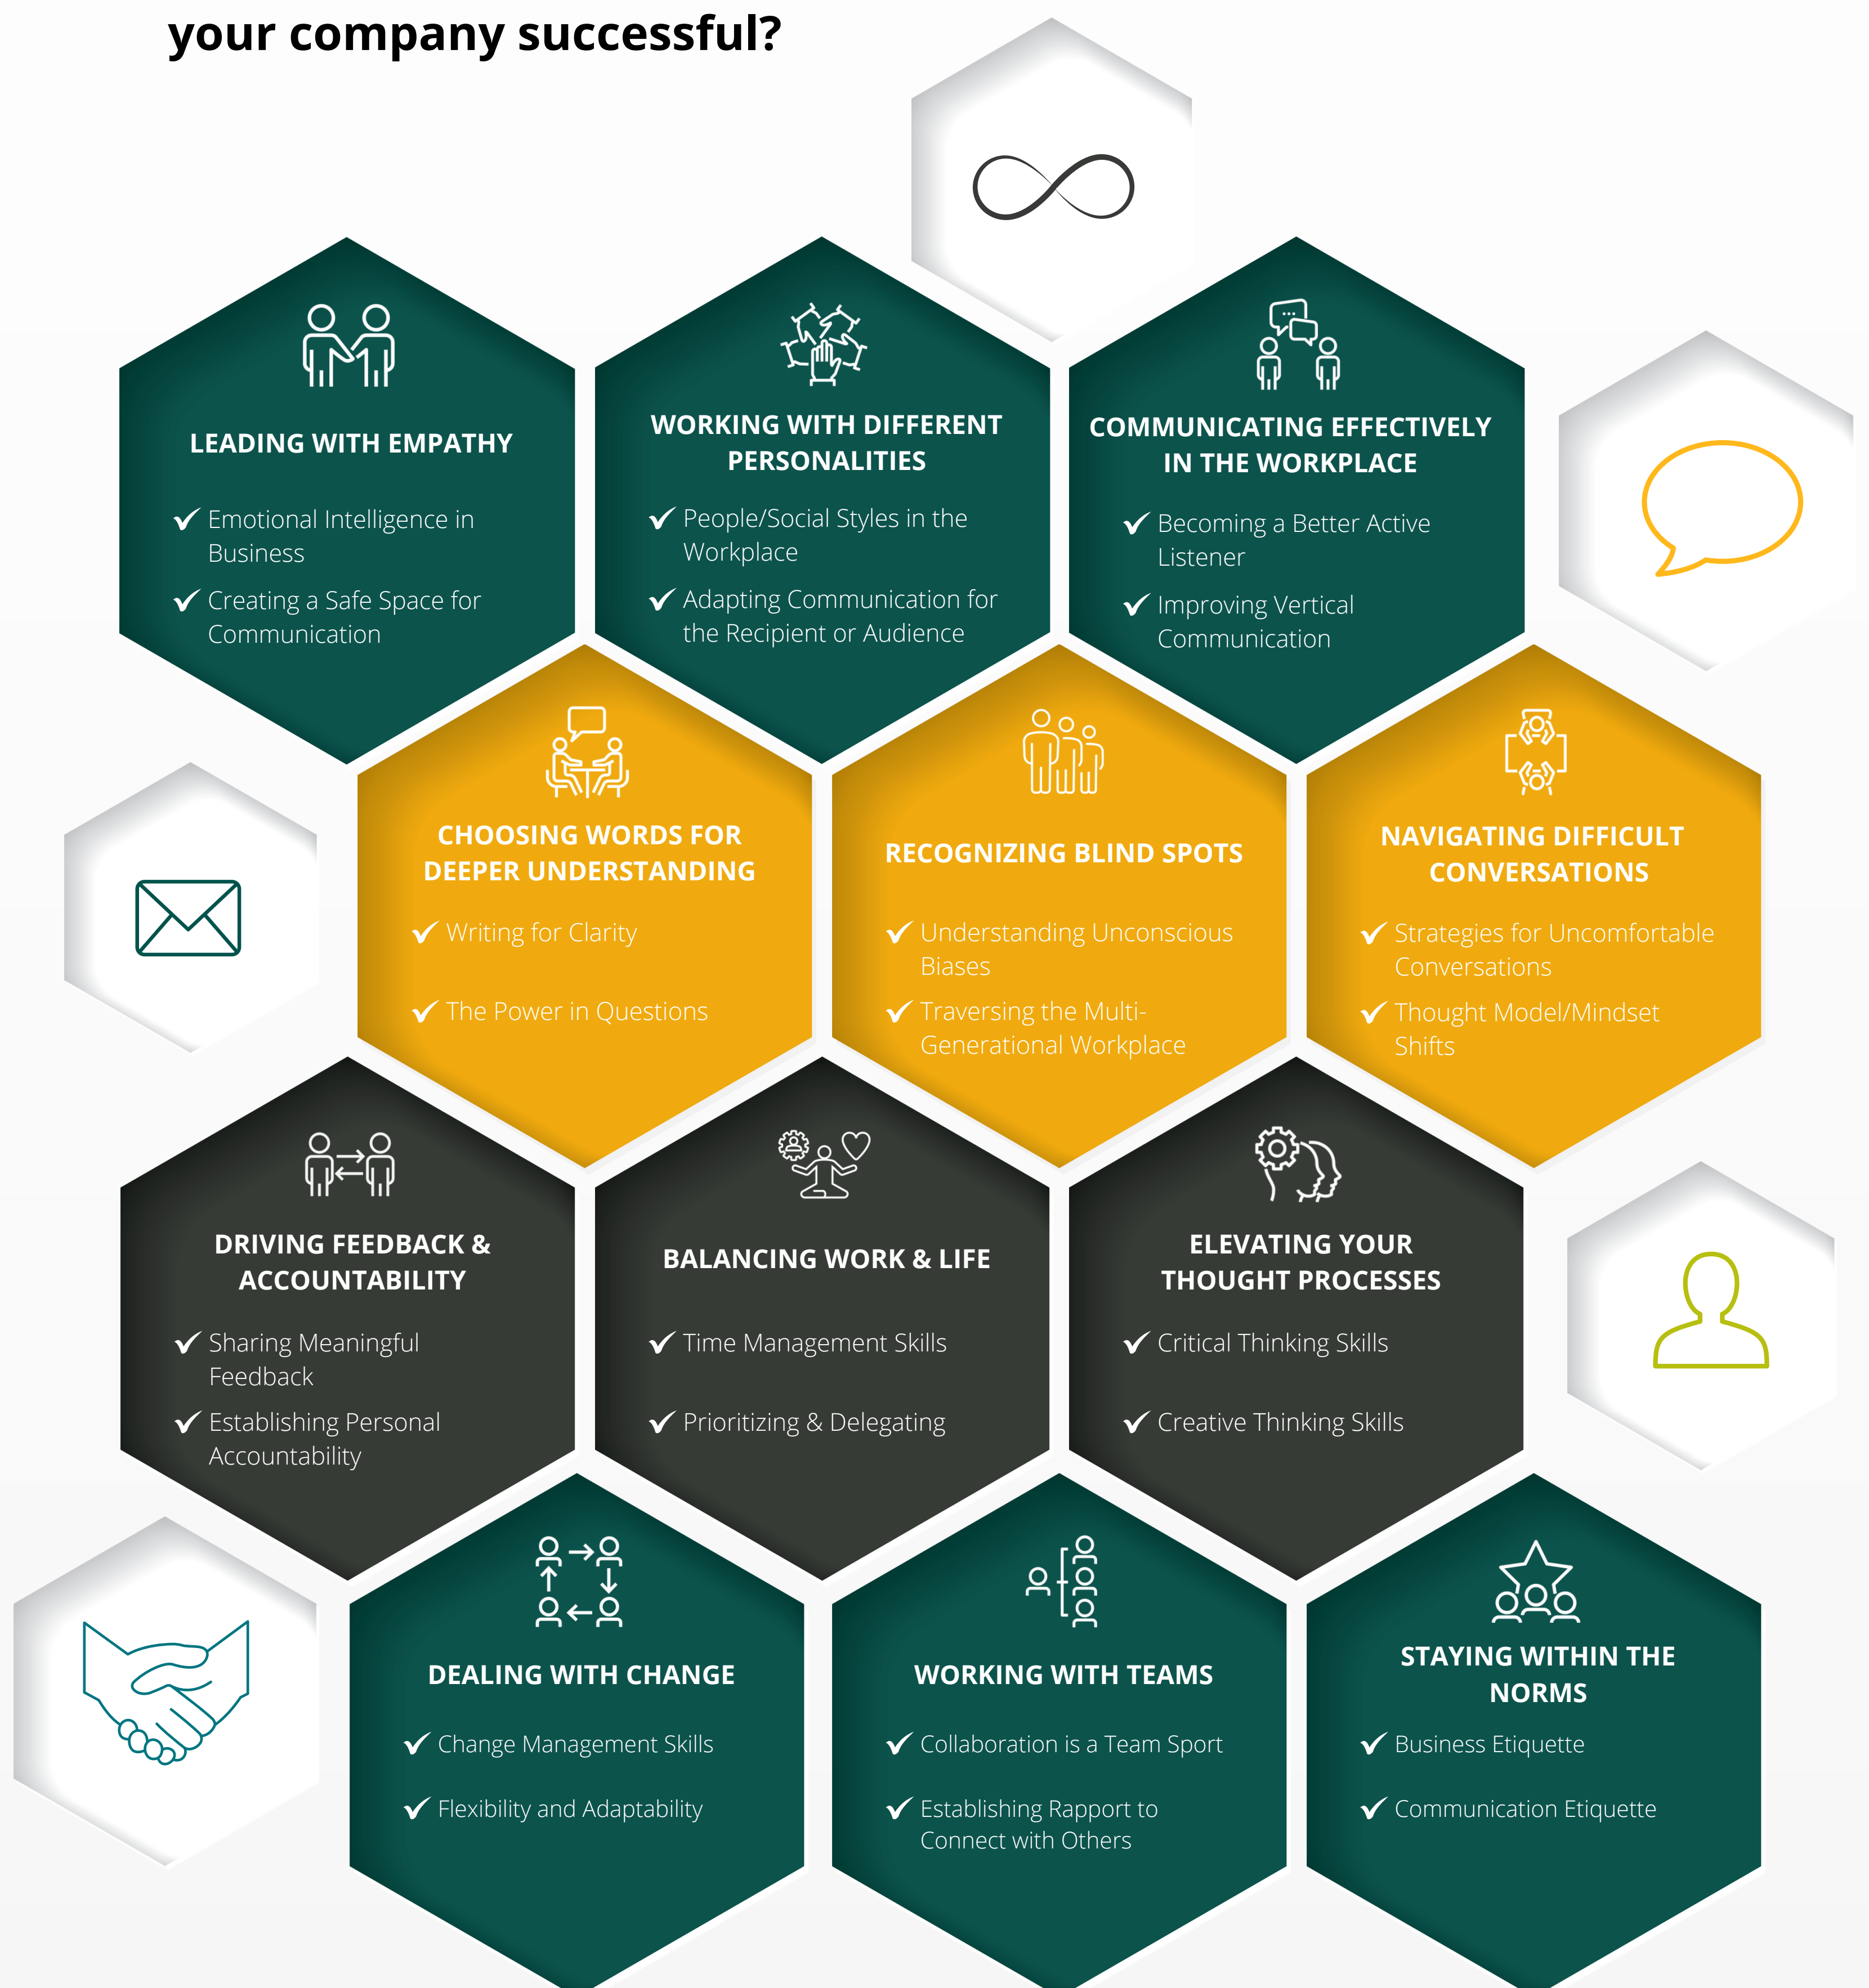 your company successful?
LEADING WITH EMPATHY
Emotional Intelligence in
Business
Creating a Safe Space for
Communication
WORKING WITH DIFFERENT
PERSONALITIES
People/Social Styles in the
Workplace
Adapting Communication for
the Recipient or Audience
COMMUNICATING EFFECTIVELY
IN THE WORKPLACE
Becoming a Better Active
Listener
Improving Vertical
Communication
CHOOSING WORDS FOR
DEEPER UNDERSTANDING
Writing for Clarity
The Power in Questions
RECOGNIZING BLIND SPOTS
Understanding Unconscious
Biases
Traversing the Multi-
Generational Workplace
NAVIGATING DIFFICULT
CONVERSATIONS
Strategies for Uncomfortable
Conversations
Thought Model/Mindset
Shifts
DRIVING FEEDBACK &
ACCOUNTABILITY
Sharing Meaningful
Feedback
Establishing Personal
Accountability
BALANCING WORK & LIFE
Time Management Skills
Prioritizing & Delegating
ELEVATING YOUR
THOUGHT PROCESSES
Critical Thinking Skills
Creative Thinking Skills
DEALING WITH CHANGE
Change Management Skills
Flexibility and Adaptability
WORKING WITH TEAMS
Collaboration is a Team Sport
Establishing Rapport to
Connect with Others
STAYING WITHIN THE
NORMS
Business Etiquette
Communication Etiquette